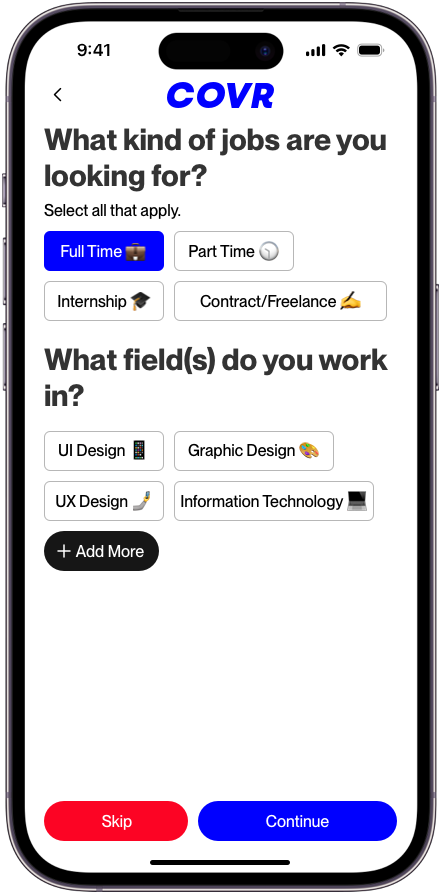 9:41
COVR
What kind of jobs are you
looking for?
Select all that apply.
Full Time 💼 Part Time 🕥
Internship 🎓 Contract/Freelance ✍️
What field(s) do you work
in?
UI Design 📱 Graphic Design 🎨
UX Design 🤳 Information Technology 💻
+ Add More
Skip Continue